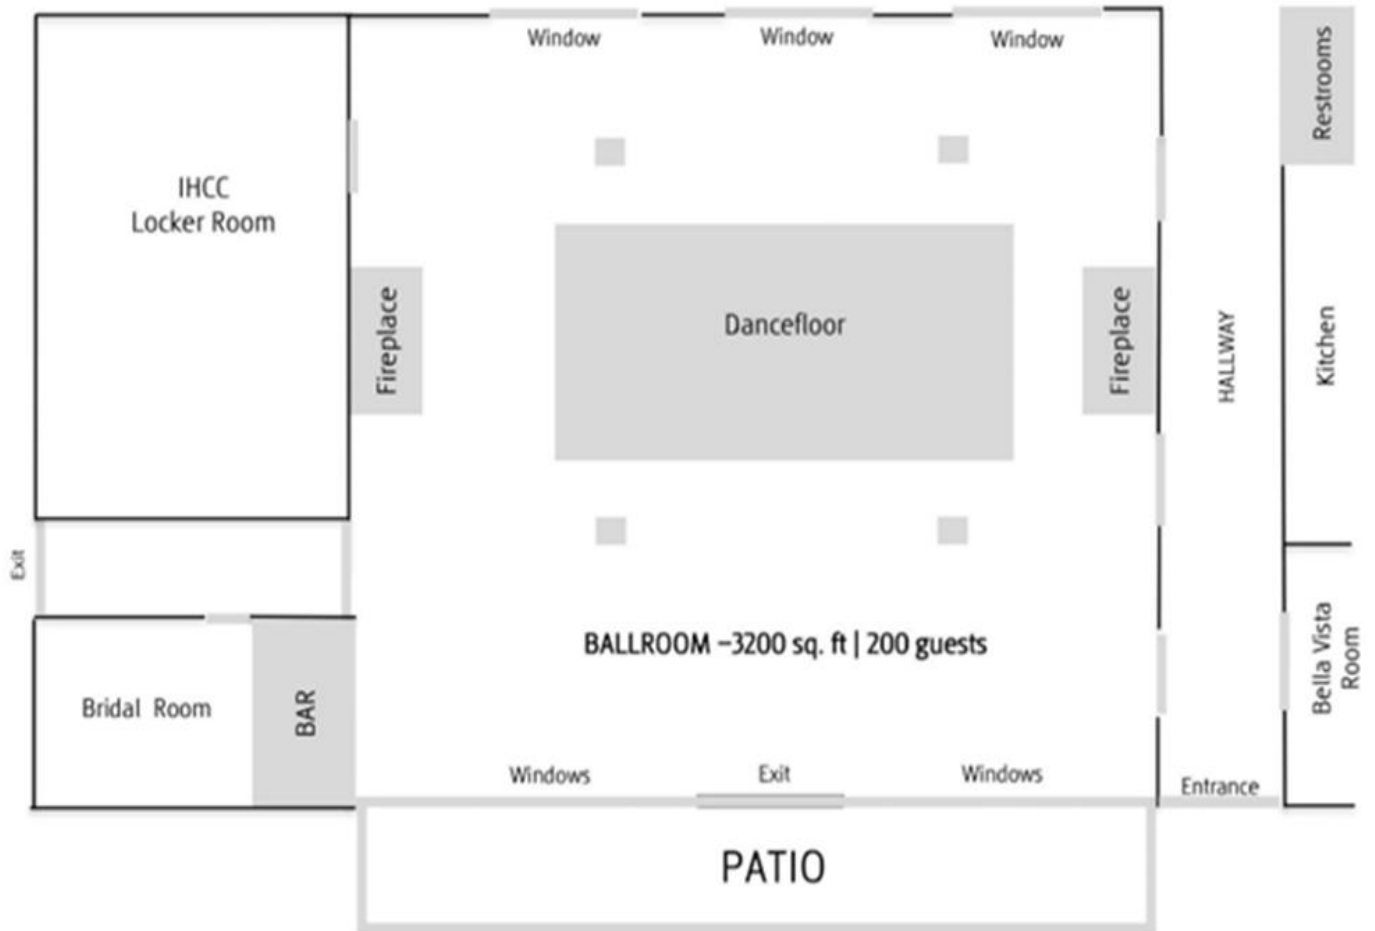 Window
Window
Window
Restrooms
IHCC
Locker Room
Fireplace
Dancefloor
Fireplace
HALLWAY
Kitchen
Exit
BALLROOM –3200 sq. ft | 200 guests
Bella Vista
Room
Bridal Room
BAR
Windows
Exit
Windows
Entrance
PATIO